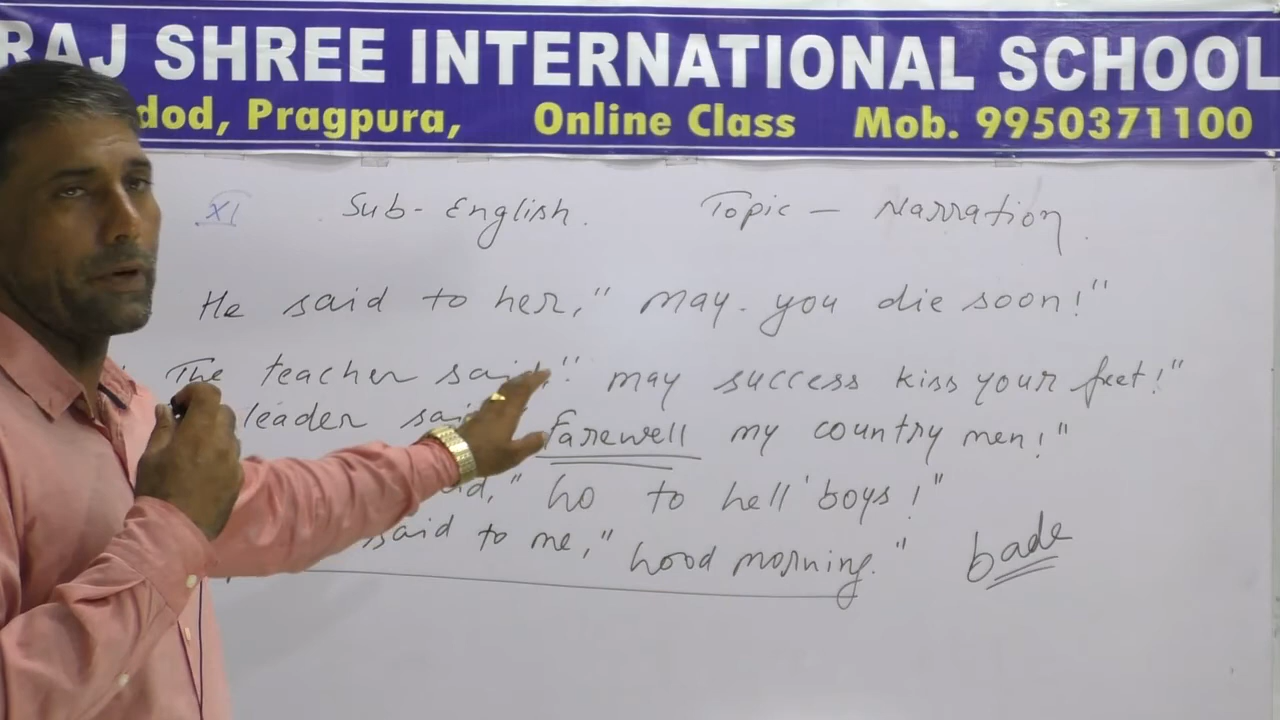 RAJ SHREE INTERNATIONAL SCHOOL
dod, Pragpura, Online Class Mob. 9950371100
XI Sub- English. Topic - Narration.
He said to her," may. you die soon!"
The teacher said," may success kiss your feet!"
leader said Farewell my country men!"
" Go to hell 'boys!"
said to me," Good morning." bade